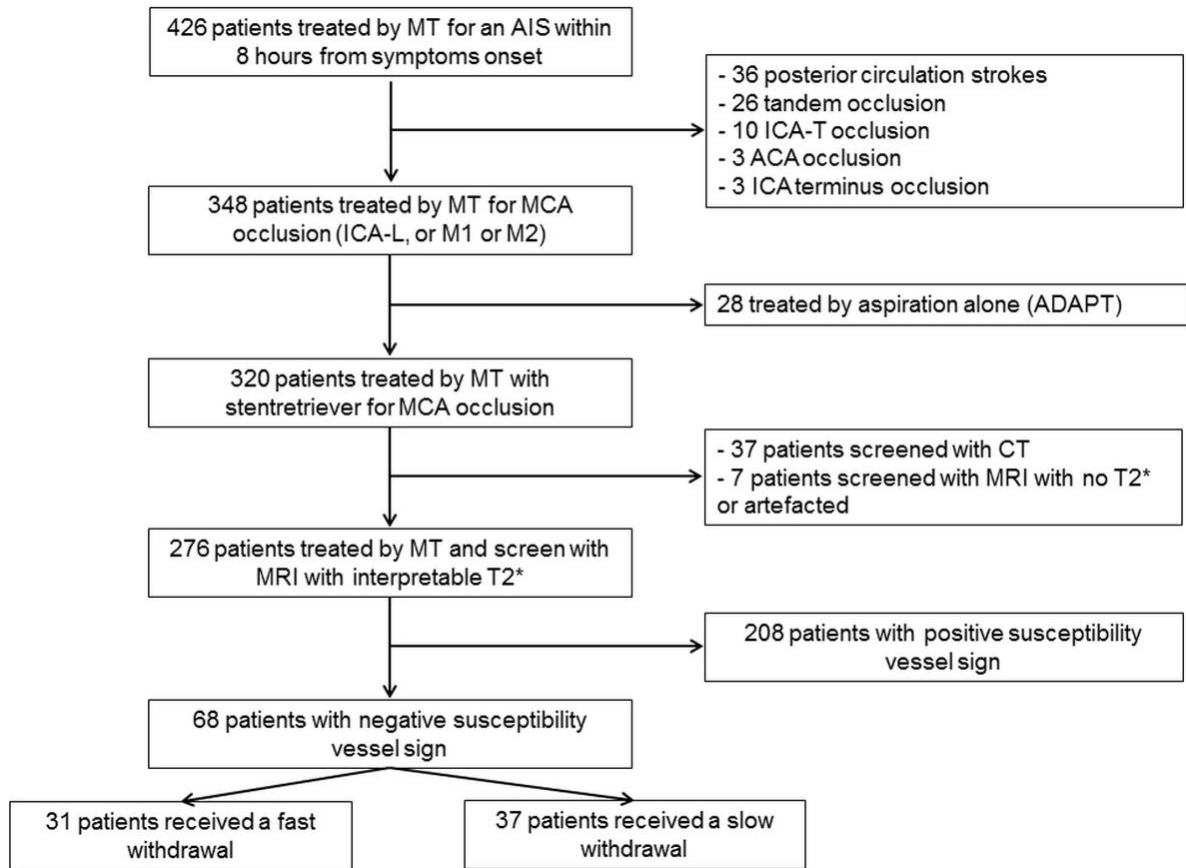 426 patients treated by MT for an AIS within
8 hours from symptoms onset
- 36 posterior circulation strokes
- 26 tandem occlusion
- 10 ICA-T occlusion
- 3 ACA occlusion
- 3 ICA terminus occlusion
348 patients treated by MT for MCA
occlusion (ICA-L, or M1 or M2)
28 treated by aspiration alone (ADAPT)
320 patients treated by MT with
stentretriever for MCA occlusion
- 37 patients screened with CT
- 7 patients screened with MRI with no T2*
or artefacted
276 patients treated by MT and screen with
MRI with interpretable T2*
208 patients with positive susceptibility
vessel sign
68 patients with negative susceptibility
vessel sign
31 patients received a fast
withdrawal
37 patients received a slow
withdrawal